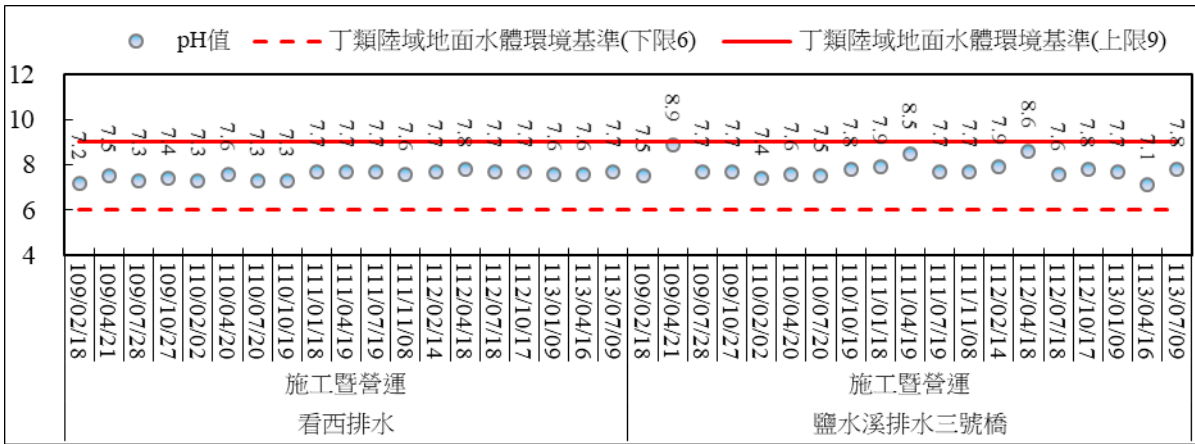 pH值 丁類陸域地面水體環境基準(下限6) 丁類陸域地面水體環境基準(上限9)
12
10
8
6
4
7.2 7.5 7.3 7.4 7.3 7.6 7.3 7.3 7.7 7.7 7.7 7.6 7.7 7.8 7.7 7.7 7.6 7.6 7.7 7.5 8.9 7.7 7.7 7.4 7.6 7.5 7.8 7.9 8.5 7.7 7.7 7.9 8.6 7.6 7.8 7.7 7.1 7.8
109/02/18 109/04/21 109/07/28 109/10/27 110/02/02 110/04/20 110/07/20 110/10/19 111/01/18 111/04/19 111/07/19 111/11/08 112/02/14 112/04/18 112/07/18 112/10/17 113/01/09 113/04/16 113/07/09 109/02/18 109/04/21 109/07/28 109/10/27 110/02/02 110/04/20 110/07/20 110/10/19 111/01/18 111/04/19 111/07/19 111/11/08 112/02/14 112/04/18 112/07/18 112/10/17 113/01/09 113/04/16 113/07/09
施工暨營運 施工暨營運
看西排水 鹽水溪排水三號橋